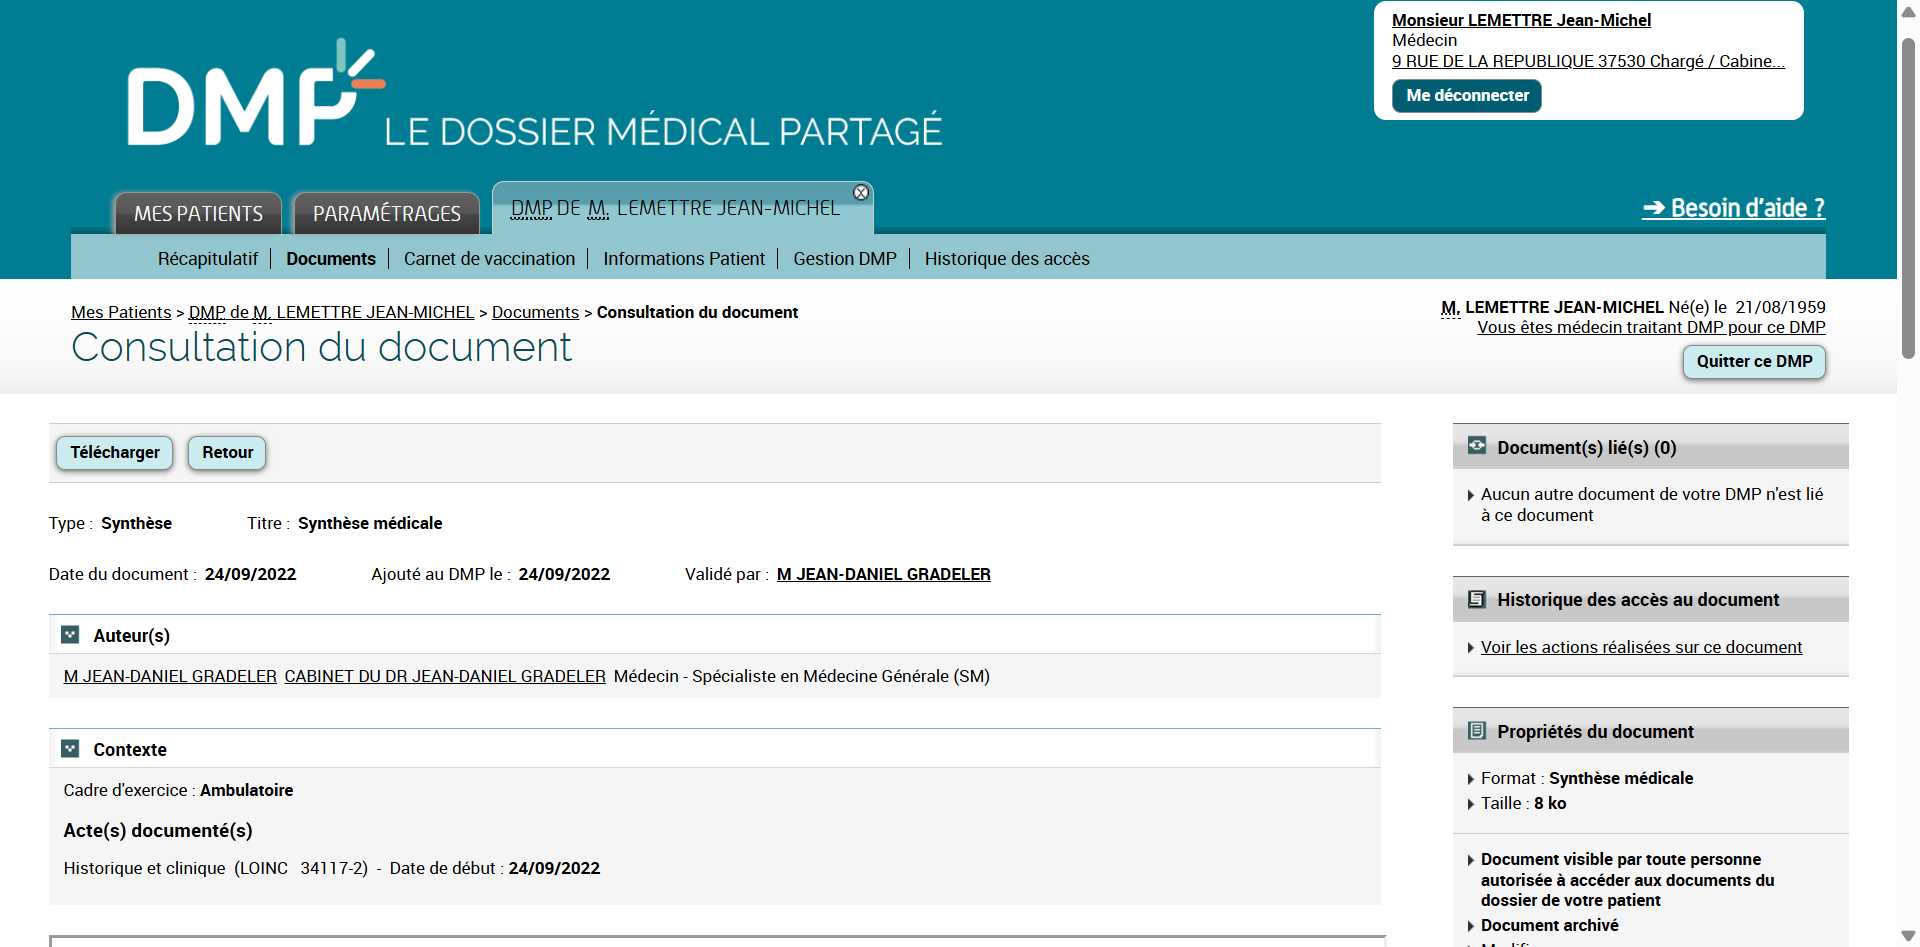 Monsieur LEMETTRE Jean-Michel
Médecin
9 RUE DE LA REPUBLIQUE 37530 Chargé / Cabine...
Me déconnecter
DMP LE DOSSIER MÉDICAL PARTAGÉ
MES PATIENTS PARAMÉTRAGES DMP DE M. LEMETTRE JEAN-MICHEL
➔ Besoin d'aide ?
Récapitulatif Documents Carnet de vaccination Informations Patient Gestion DMP Historique des accès
Mes Patients > DMP de M. LEMETTRE JEAN-MICHEL > Documents > Consultation du document
Consultation du document
M. LEMETTRE JEAN-MICHEL Né(e) le 21/08/1959
Vous êtes médecin traitant DMP pour ce DMP
Quitter ce DMP
Télécharger Retour
Type : Synthèse Titre : Synthèse médicale
Date du document : 24/09/2022 Ajouté au DMP le : 24/09/2022 Validé par : M JEAN-DANIEL GRADELER
Auteur(s)
M JEAN-DANIEL GRADELER CABINET DU DR JEAN-DANIEL GRADELER Médecin - Spécialiste en Médecine Générale (SM)
Contexte
Cadre d'exercice : Ambulatoire
Acte(s) documenté(s)
Historique et clinique (LOINC 34117-2) - Date de début : 24/09/2022
Document(s) lié(s) (0)
Aucun autre document de votre DMP n'est lié
à ce document
Historique des accès au document
Voir les actions réalisées sur ce document
Propriétés du document
Format : Synthèse médicale
Taille : 8 ko
Document visible par toute personne
autorisée à accéder aux documents du
dossier de votre patient
Document archivé